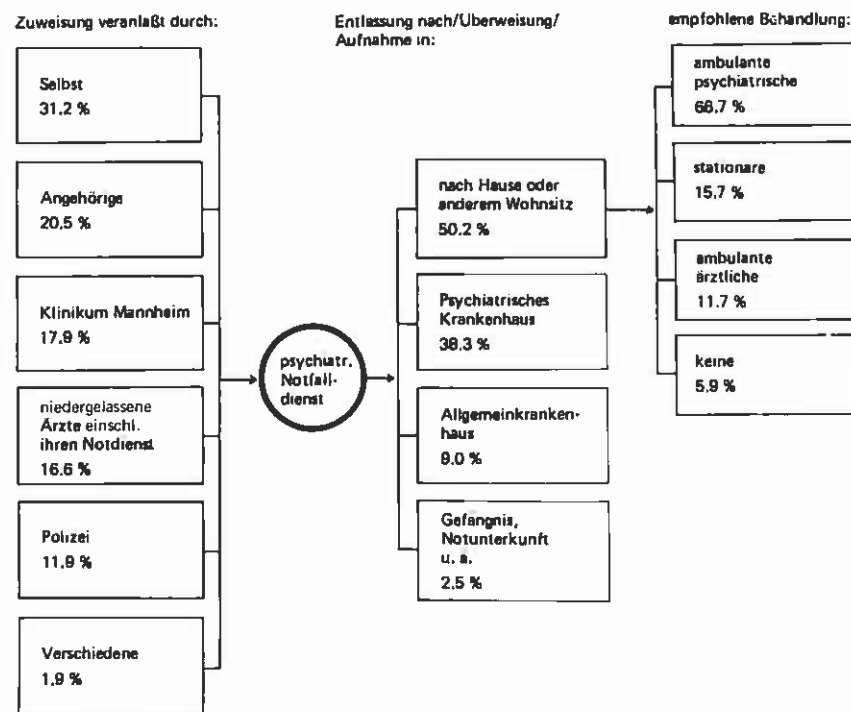 Zuweisung veranlaßt durch:
Selbst
31,2 %
Angehörige
20,5 %
Klinikum Mannheim
17,9 %
niedergelassene
Ärzte einschl.
ihren Notdienst
16,6 %
Polizei
11,9 %
Verschiedene
1,9 %
psychiatr.
Notfall-
dienst
Entlassung nach/Überweisung/
Aufnahme in:
nach Hause oder
anderem Wohnsitz
50,2 %
Psychiatrisches
Krankenhaus
38,3 %
Allgemeinkranken-
haus
9,0 %
Gefängnis,
Notunterkunft
u. a.
2,5 %
empfohlene Behandlung:
ambulante
psychiatrische
66,7 %
stationäre
15,7 %
ambulante
ärztliche
11,7 %
keine
5,9 %